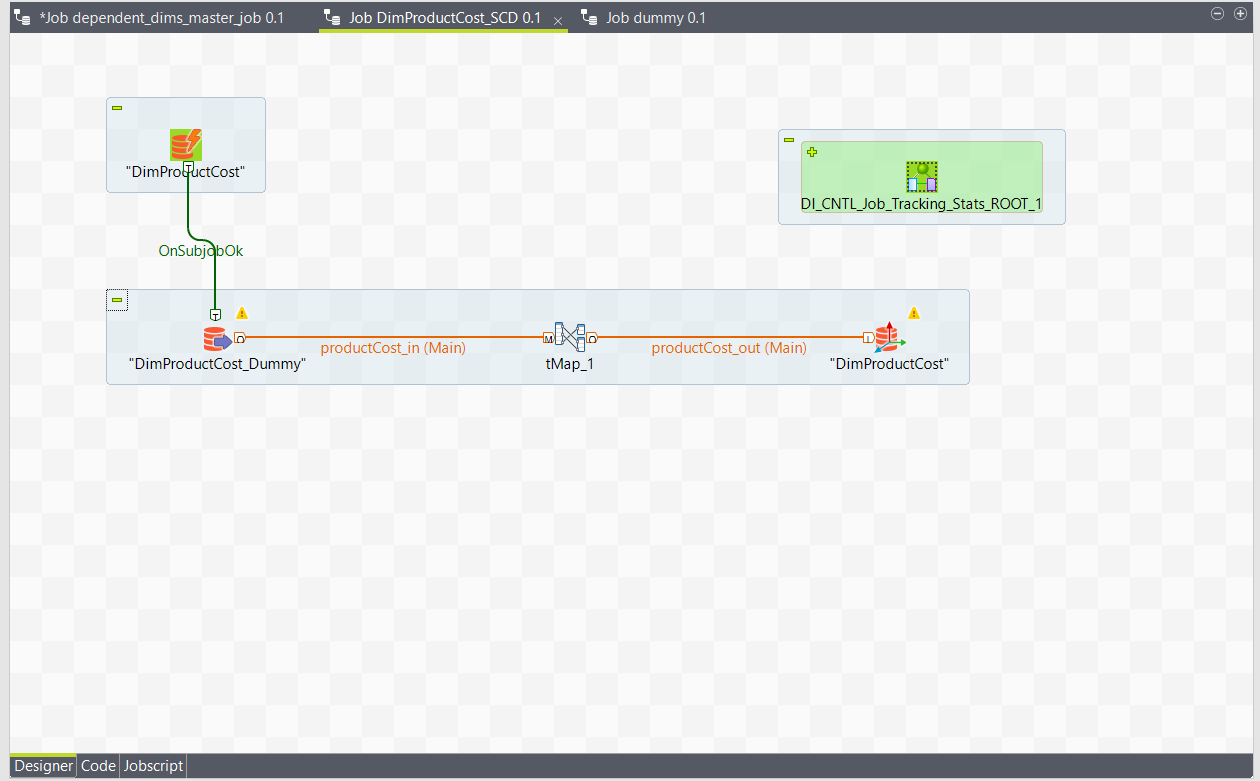 *Job dependent_dims_master_job 0.1
Job DimProductCost_SCD 0.1
Job dummy 0.1
"DimProductCost"
DI_CNTL_Job_Tracking_Stats_ROOT_1
OnSubjobOk
productCost_in (Main)
productCost_out (Main)
"DimProductCost_Dummy"
tMap_1
"DimProductCost"
Designer
Code
Jobscript